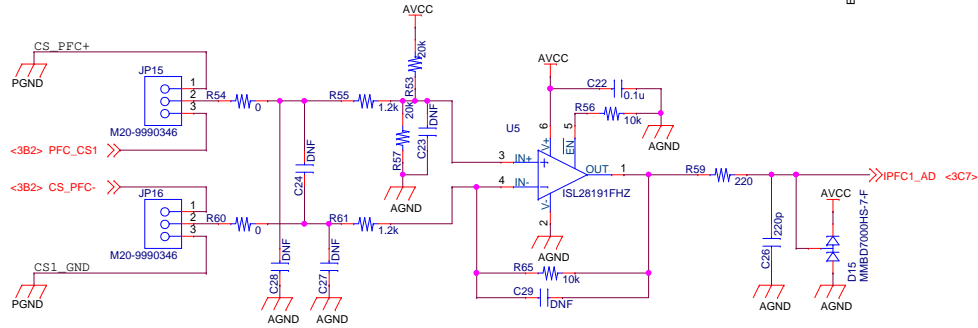 E
AVCC
CS_PFC+
20k
R53
AVCC
C22
0.1u
PGND
JP15
1
2
3
R54
0
R55
1.2k
20k
DNF
R56
10k
AGND
M20-9990346
U5
6
5
V+
EN
<3B2> PFC_CS1
DNF
R57
C23
3
IN+
OUT
1
R59
220
IPFC1_AD <3C7>
<3B2> CS_PFC-
C24
4
IN-
ISL28191FHZ
AGND
V-
2
AVCC
JP16
1
2
3
R60
0
R61
1.2k
220p
MMBD7000HS-7-F
M20-9990346
AGND
C26
D15
CS1_GND
DNF
DNF
R65
10k
C28
C27
C29
DNF
AGND
AGND
PGND
AGND
AGND